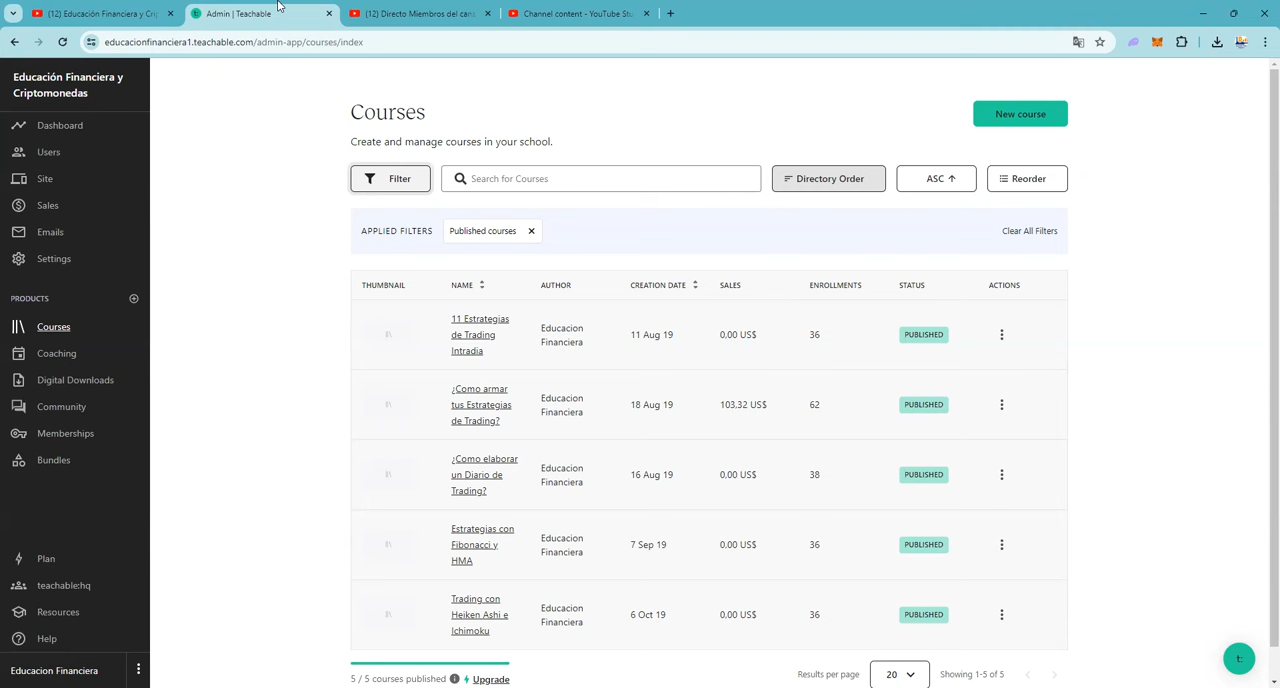 (12) Educación Financiera y Crip
Admin | Teachable
(12) Directo Miembros del cana
Channel content - YouTube Stu
educacionfinanciera1.teachable.com/admin-app/courses/index
Educación Financiera y
Criptomonedas
Dashboard
Users
Site
Sales
Emails
Settings
PRODUCTS
Courses
Coaching
Digital Downloads
Community
Memberships
Bundles
Plan
teachable:hq
Resources
Help
Educacion Financiera
Courses
New course
Create and manage courses in your school.
Filter
Search for Courses
Directory Order
ASC ↑
Reorder
APPLIED FILTERS
Published courses ×
Clear All Filters
THUMBNAIL NAME AUTHOR CREATION DATE SALES ENROLLMENTS STATUS ACTIONS
11 Estrategias
de Trading
Intradia
Educacion
Financiera
11 Aug 19
0,00 US$
36
PUBLISHED
¿Como armar
tus Estrategias
de Trading?
Educacion
Financiera
18 Aug 19
103,32 US$
62
PUBLISHED
¿Como elaborar
un Diario de
Trading?
Educacion
Financiera
16 Aug 19
0,00 US$
38
PUBLISHED
Estrategias con
Fibonacci y
HMA
Educacion
Financiera
7 Sep 19
0,00 US$
36
PUBLISHED
Trading con
Heiken Ashi e
Ichimoku
Educacion
Financiera
6 Oct 19
0,00 US$
36
PUBLISHED
5 / 5 courses published
Upgrade
Results per page
20
Showing 1-5 of 5
t: